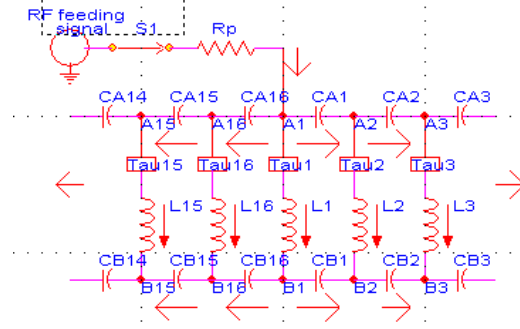 RF feeding
signal
S1
Rp
CA14 CA15 CA16 CA1 CA2 CA3
A15 A16 A1 A2 A3
Tau15 Tau16 Tau1 Tau2 Tau3
L15 L16 L1 L2 L3
CB14 CB15 CB16 CB1 CB2 CB3
B15 B16 B1 B2 B3